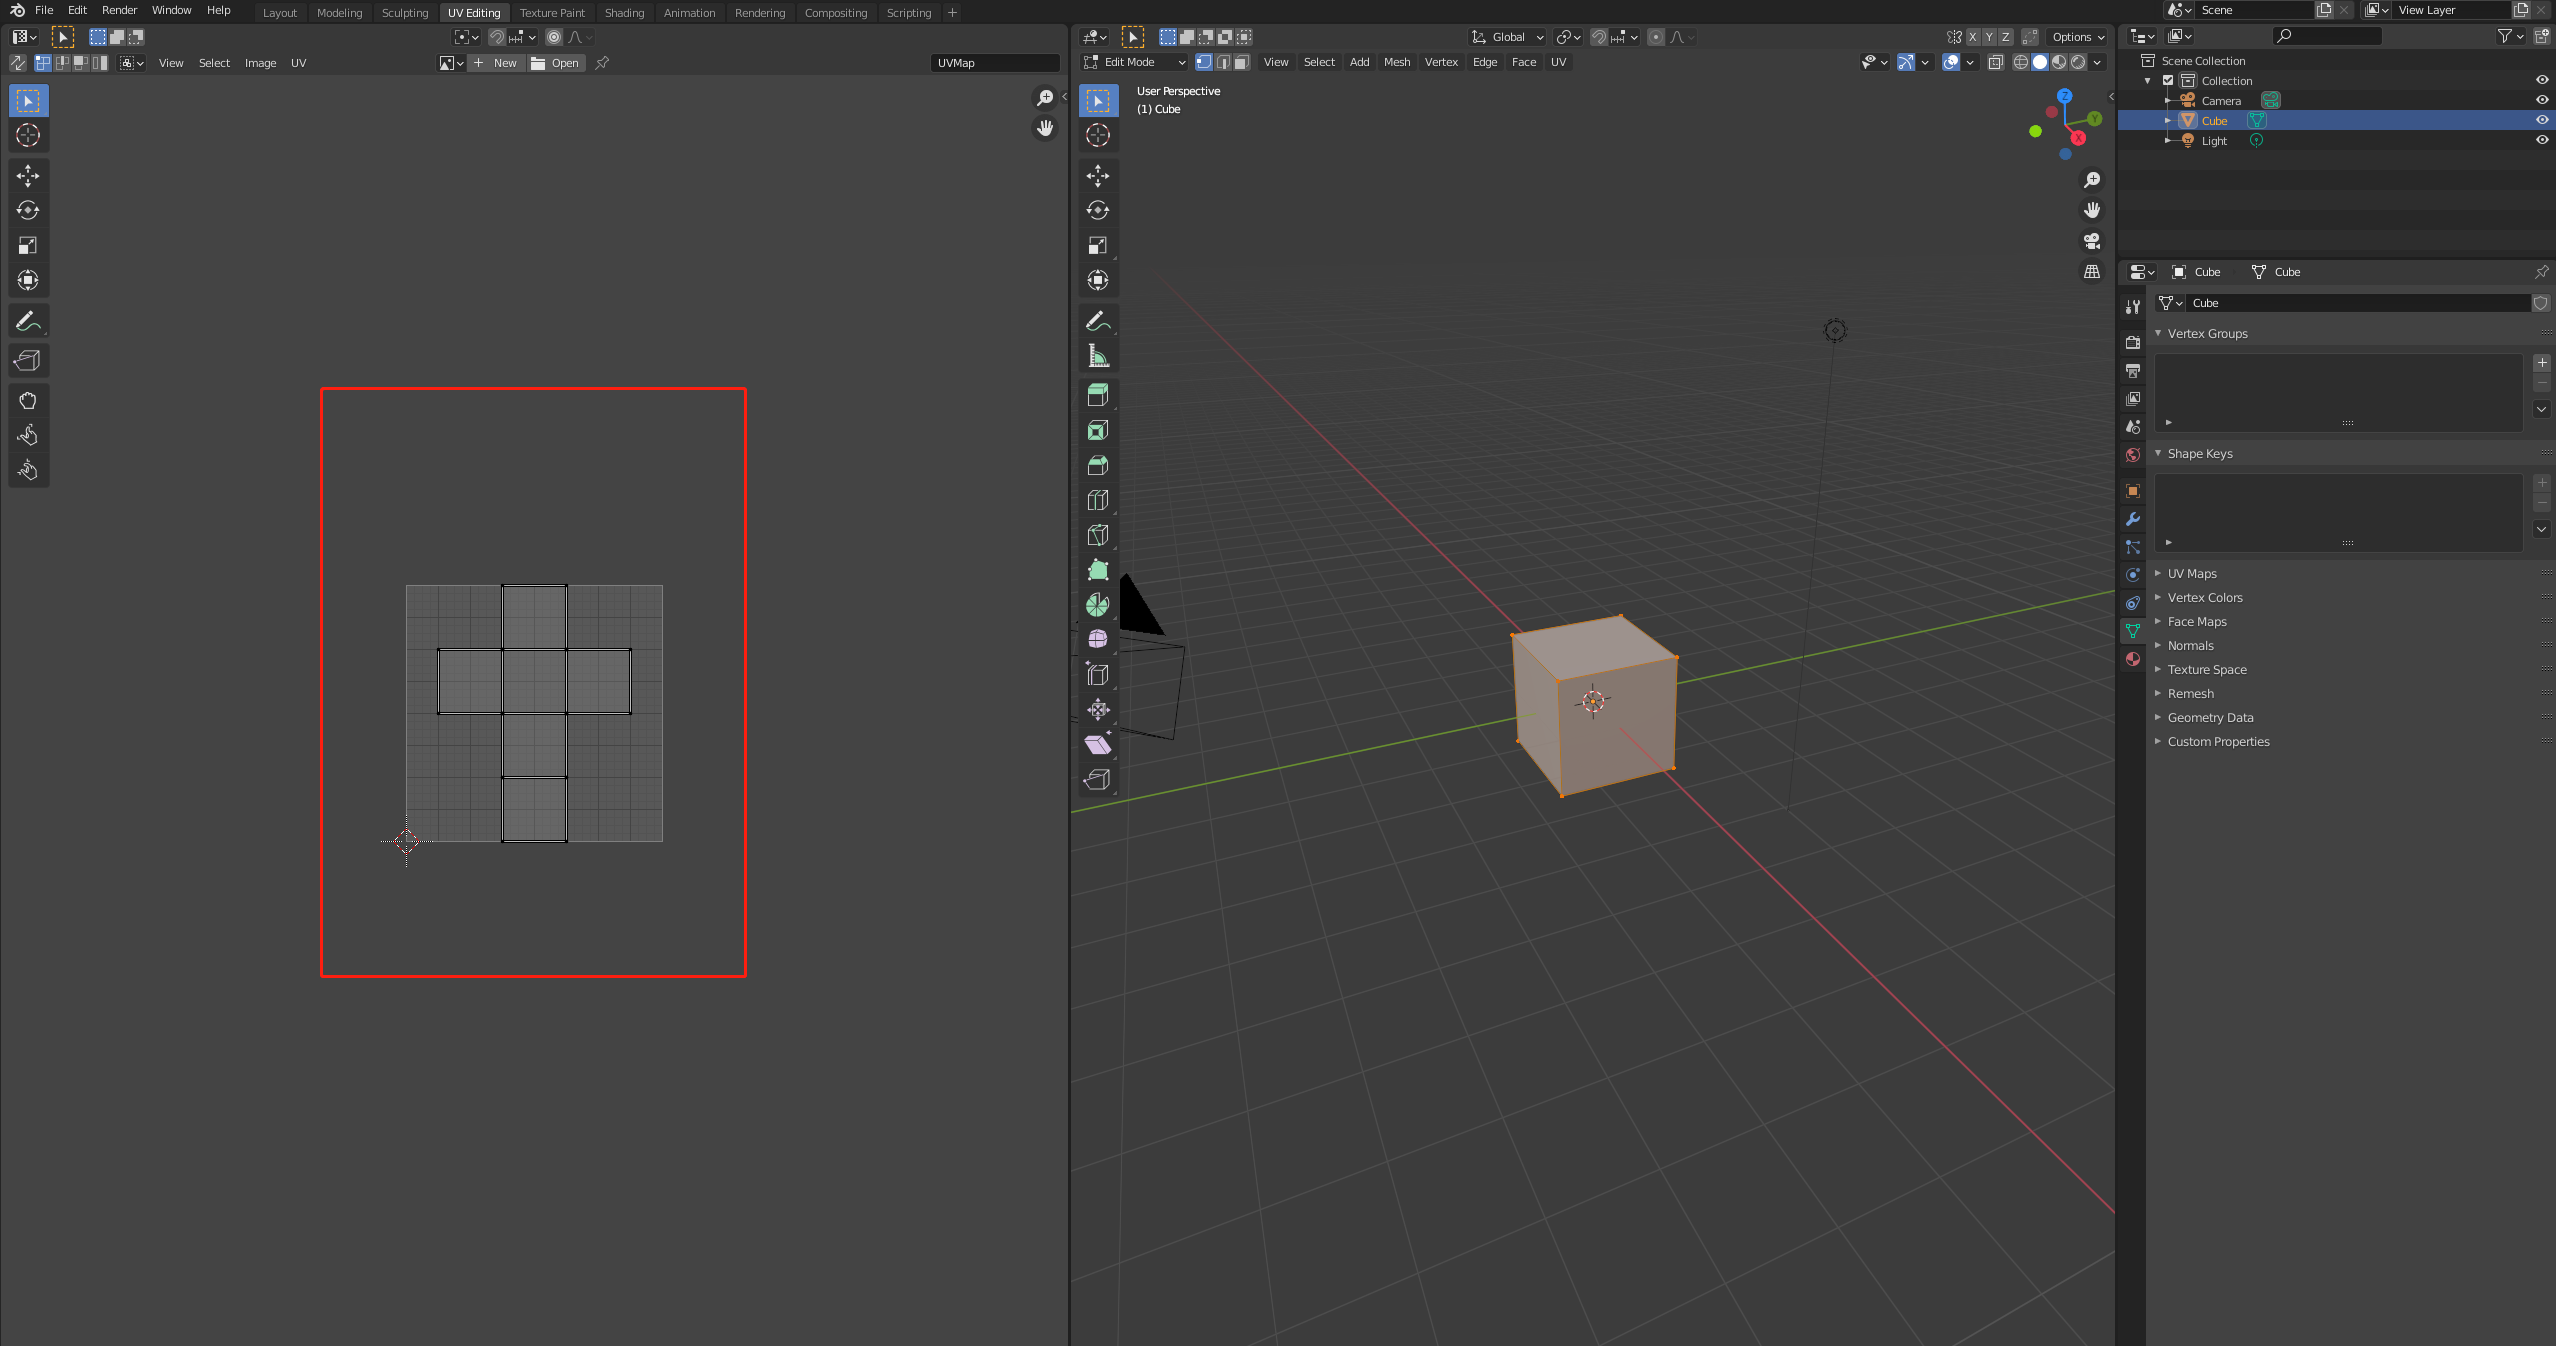 File Edit Render Window Help Layout Modeling Sculpting UV Editing Texture Paint Shading Animation Rendering Compositing Scripting + Scene View Layer
Global X Y Z Options
View Select Image UV New Open UVMap
Edit Mode View Select Add Mesh Vertex Edge Face UV
User Perspective
(1) Cube
Z
Y
X
Scene Collection
Collection
Camera
Cube
Light
Cube Cube
Cube
Vertex Groups
Shape Keys
UV Maps
Vertex Colors
Face Maps
Normals
Texture Space
Remesh
Geometry Data
Custom Properties